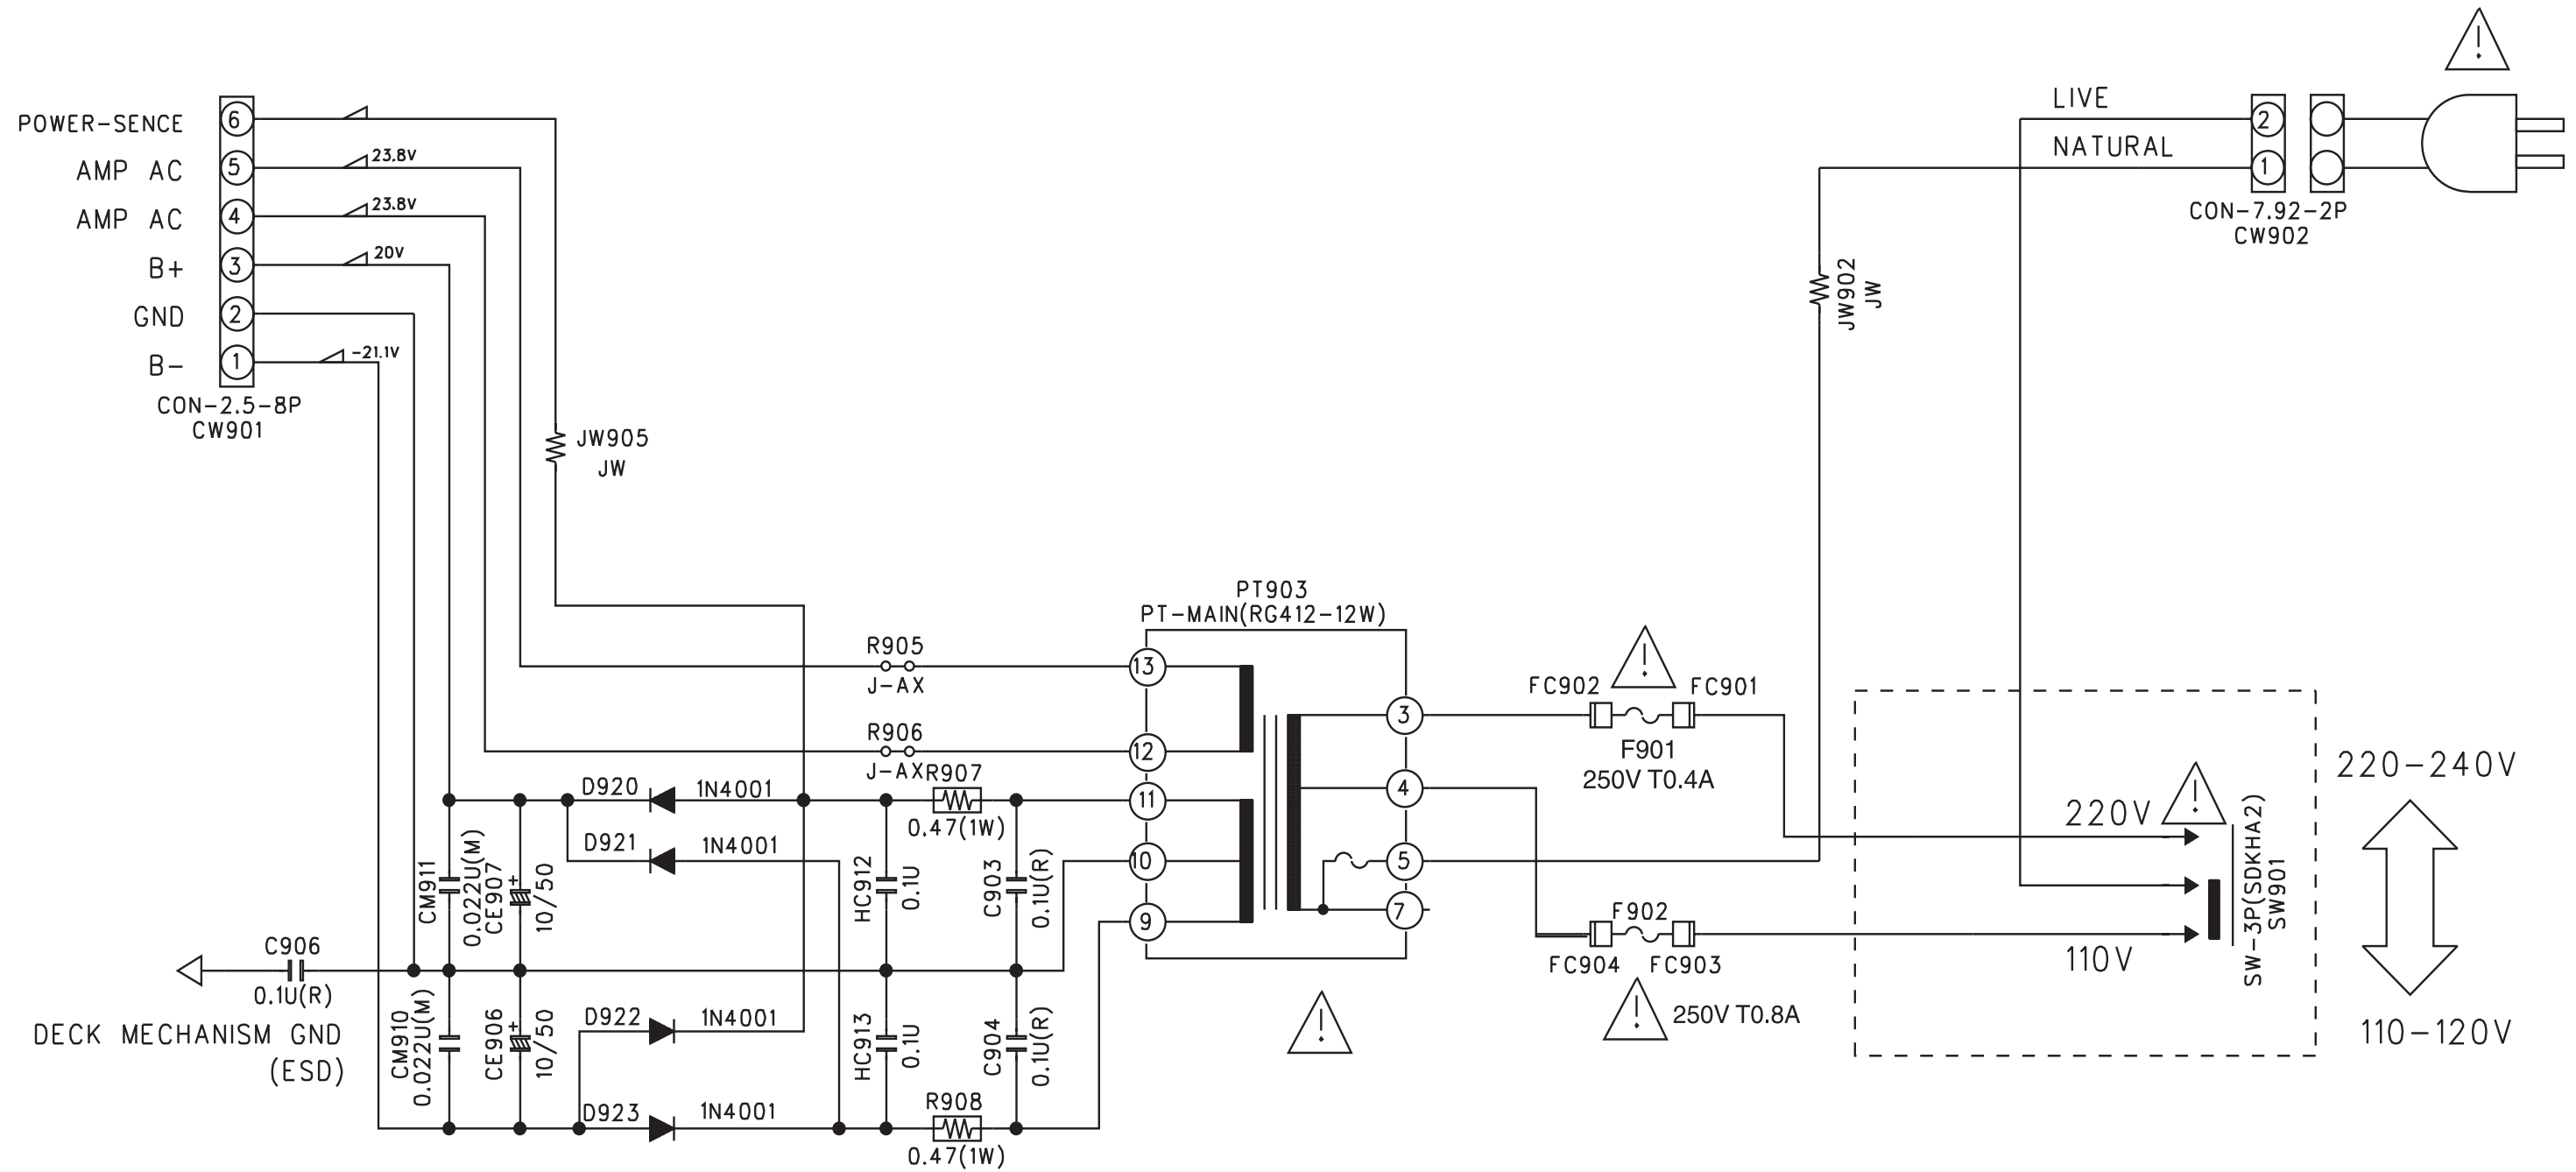 POWER-SENCE
6
AMP AC
5
23.8V
AMP AC
4
23.8V
B+
3
20V
GND
2
B-
1
-21.1V
CON-2.5-8P
CW901
JW905
JW
LIVE
NATURAL
2
1
CON-7.92-2P
CW902
JW902
JW
PT903
PT-MAIN(RG412-12W)
13
12
11
10
9
3
4
5
7
R905
J-AX
R906
J-AX
R907
0.47(1W)
D920
1N4001
D921
1N4001
CM911
0.022U(M)
CE907
+
10/50
HC912
0.1U
C903
0.1U(R)
C906
0.1U(R)
DECK MECHANISM GND
(ESD)
CM910
0.022U(M)
CE906
+
10/50
D922
1N4001
D923
1N4001
HC913
0.1U
C904
0.1U(R)
R908
0.47(1W)
FC902
FC901
F901
250V T0.4A
F902
FC904
FC903
250V T0.8A
220V
110V
SW-3P(SDKHA2)
SW901
220-240V
110-120V